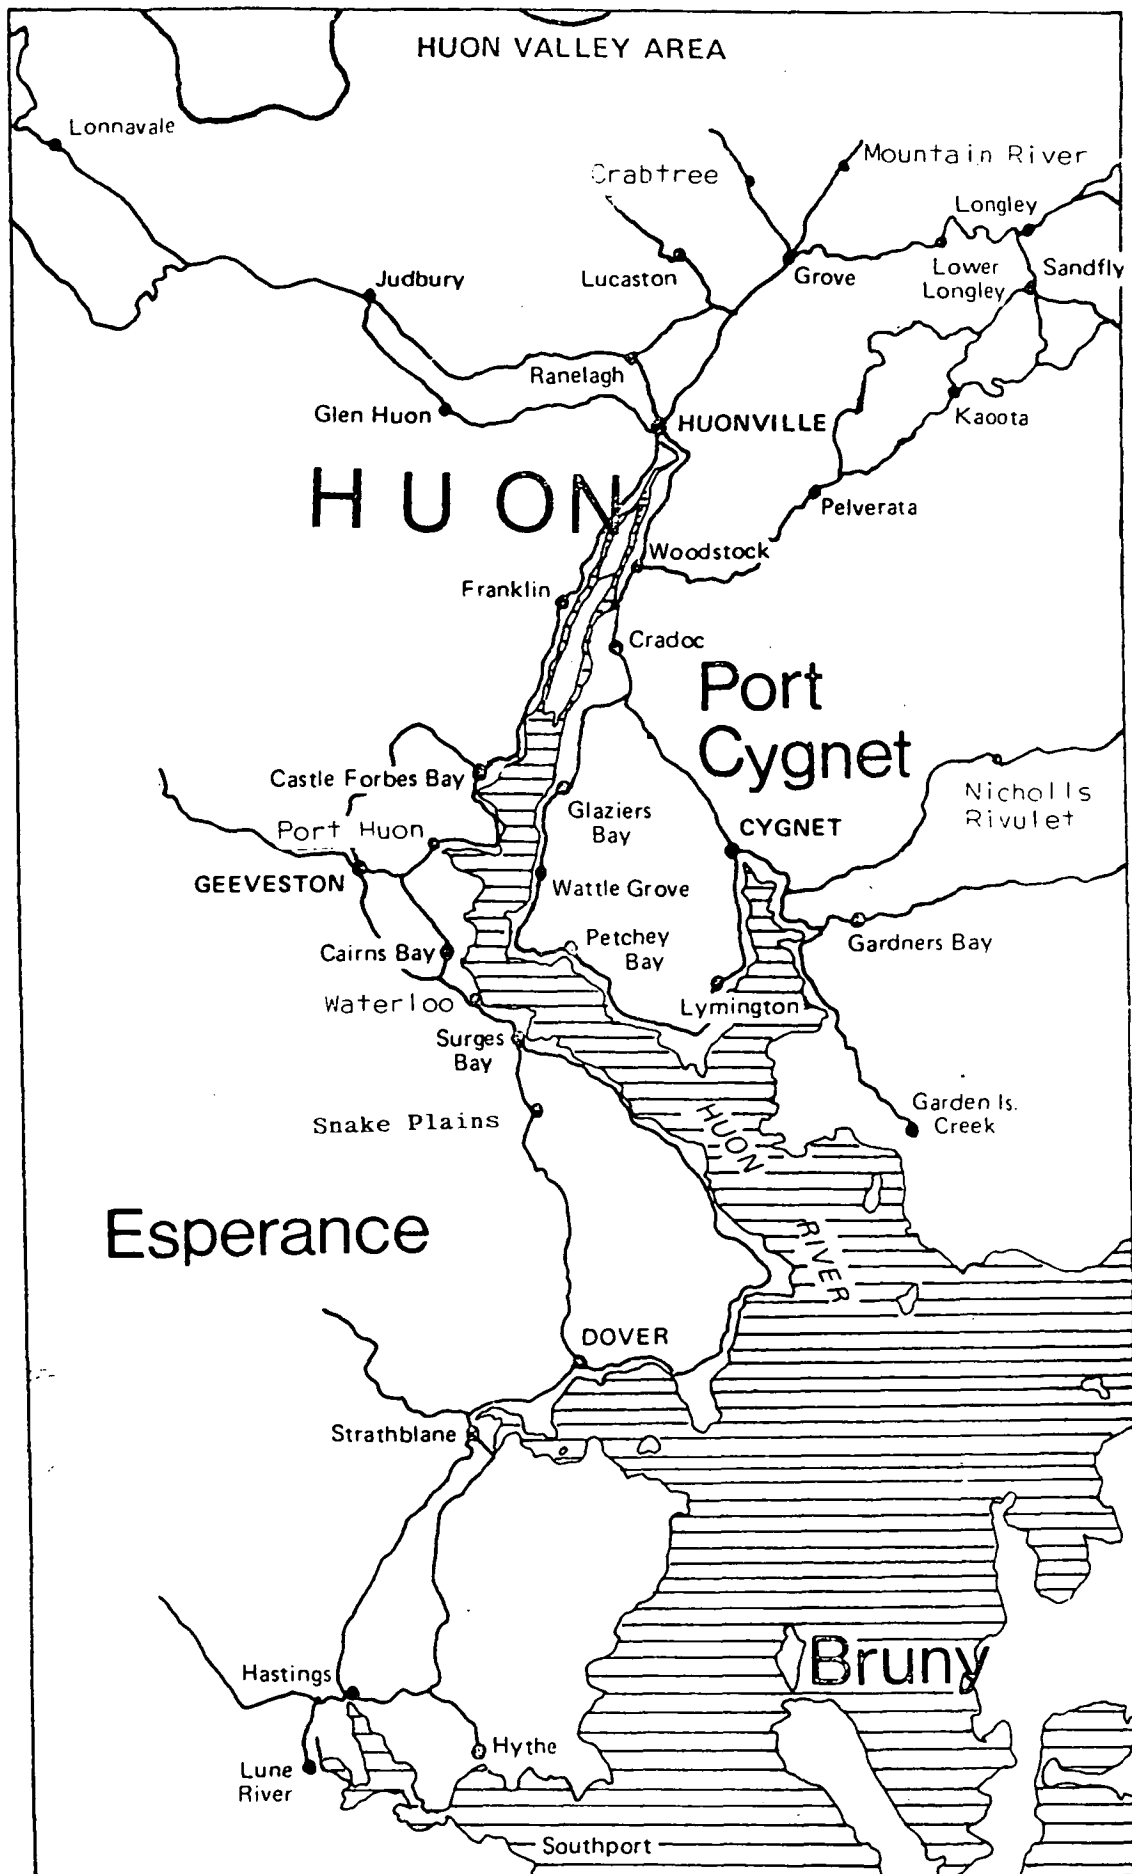 HUON VALLEY AREA
Lonnavale
Mountain River
Crabtree
Longley
Judbury
Lucaston
Grove
Lower
Longley
Sandfly
Ranelagh
Glen Huon
HUONVILLE
Kaoota
HUON
Pelverata
Woodstock
Franklin
Cradoc
Port
Cygnet
Castle Forbes Bay
Nicholls
Rivulet
Glaziers
Bay
Port Huon
CYGNET
GEEVESTON
Wattle Grove
Petchey
Bay
Gardners Bay
Cairns Bay
Waterloo
Lymington
Surges
Bay
Snake Plains
Garden Is.
Creek
HUON
RIVER
Esperance
DOVER
Strathblane
Bruny
Hastings
Hythe
Lune
River
Southport